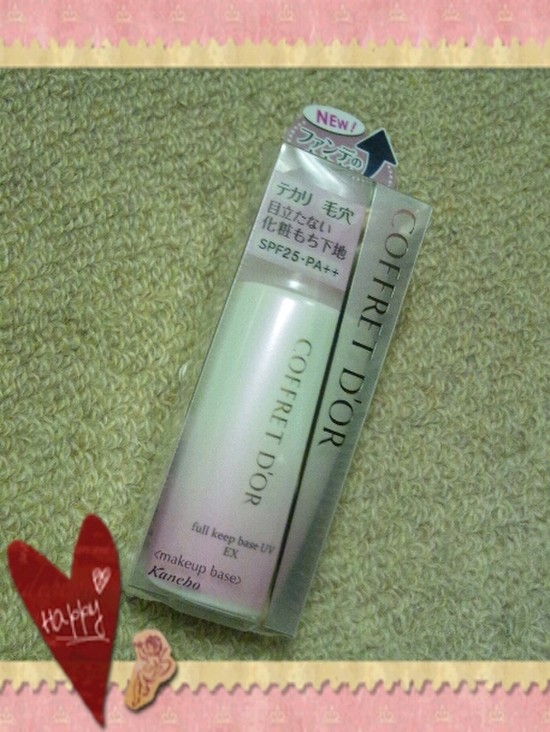 NEW!
ファンデの
テカリ 毛穴
目立たない
化粧もち下地
SPF25・PA++
COFFRET D'OR
COFFRET D'OR
full keep base UV
EX
<makeup base>
Kanebo
Happy